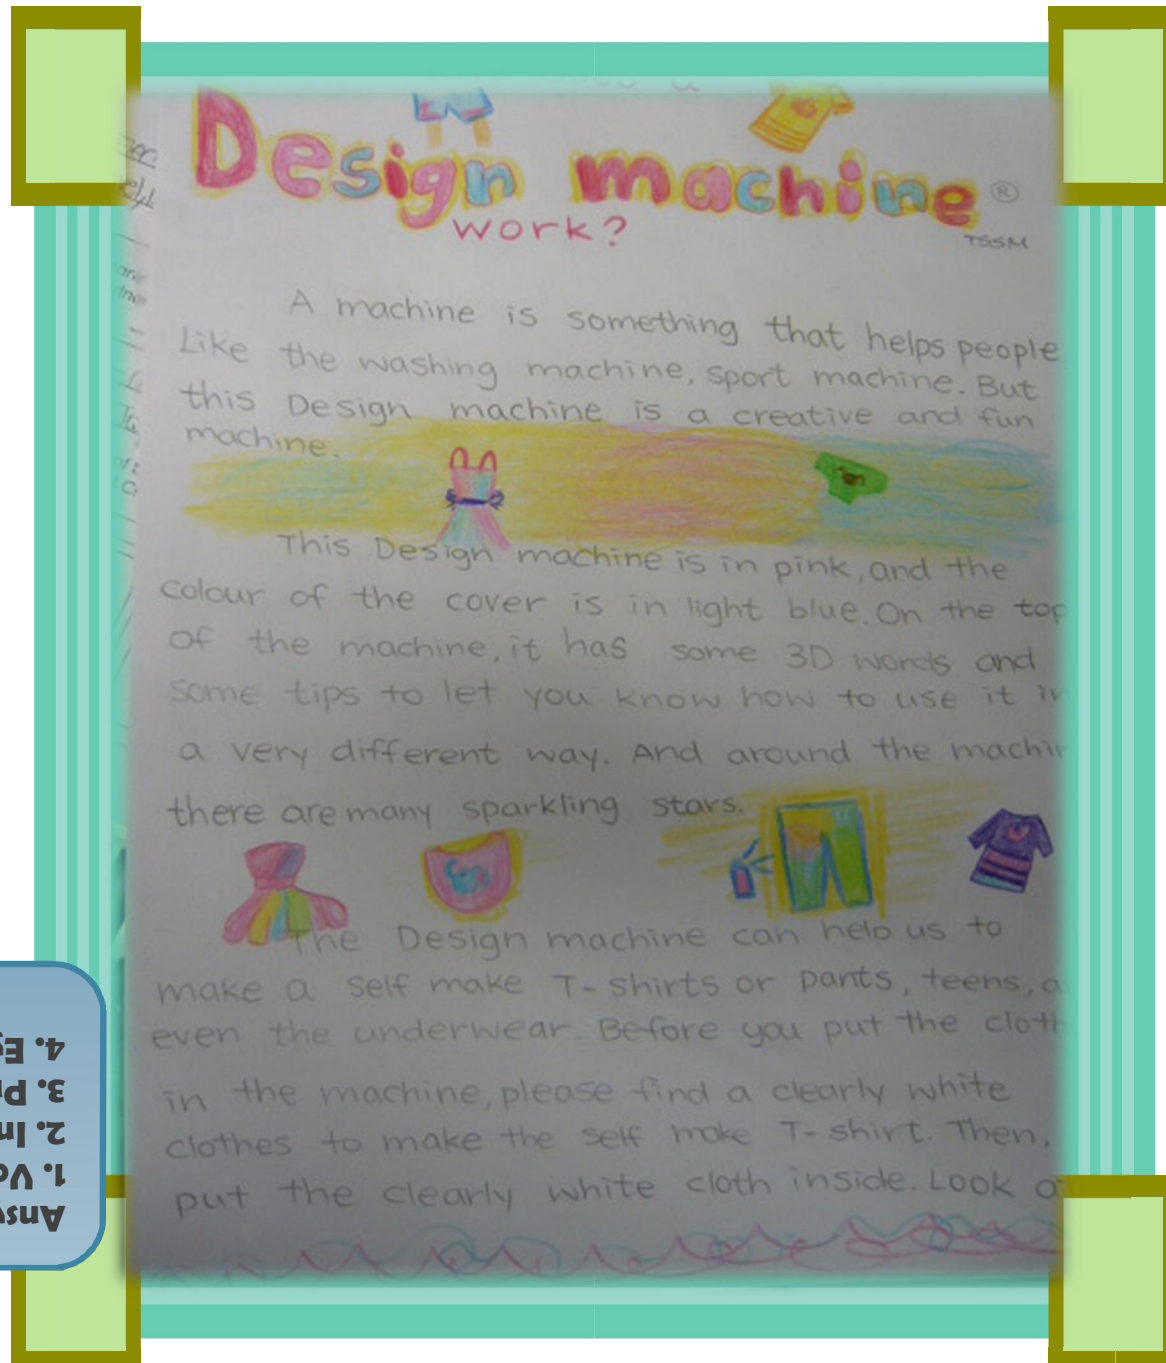 Design machine ®
work?
TSSM
A machine is something that helps people
Like the washing machine, sport machine. But
this Design machine is a creative and fun
machine.
This Design machine is in pink, and the
colour of the cover is in light blue. On the top
of the machine, it has some 3D words and
some tips to let you know how to use it in
a very different way. And around the machin
there are many sparkling stars.
The Design machine can help us to
make a self make T-shirts or pants, teens, a
even the underwear. Before you put the cloth
in the machine, please find a clearly white
clothes to make the self make T-shirt. Then,
put the clearly white cloth inside. Look a
Answ
1. Vo
2. In
3. P
4. E